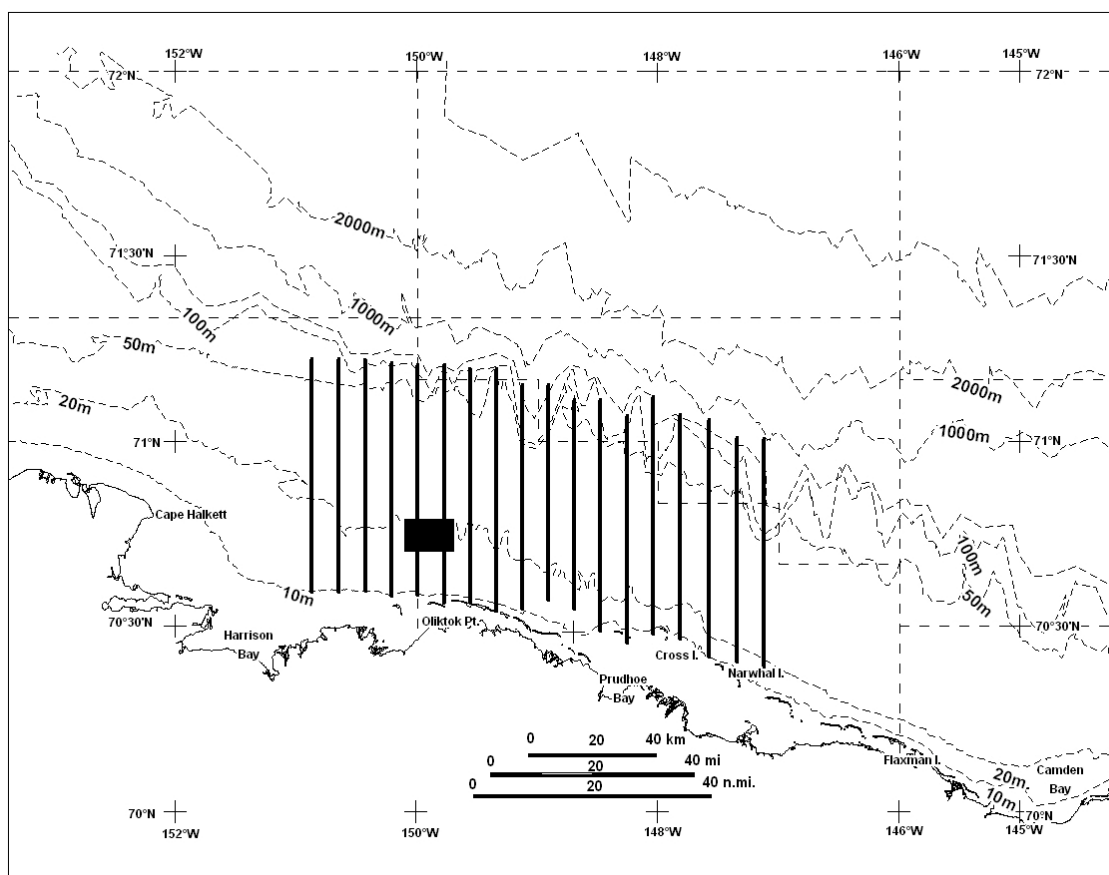 152°W 150°W 148°W 146°W 145°W
72°N 72°N
2000m
71°30'N 71°30'N
100m 1000m
50m
2000m
20m
1000m
71°N 71°N
Cape Halkett
100m
50m
10m
Oliktok Pt.
70°30'N 70°30'N
Harrison
Bay
Cross I.
Narwhal I.
Prudhoe
Bay
0 20 40 km
0 20 40 mi
0 20 40 n.mi.
Flaxman I.
20m.
10m
Camden
Bay
70°N 70°N
152°W 150°W 148°W 146°W 145°W